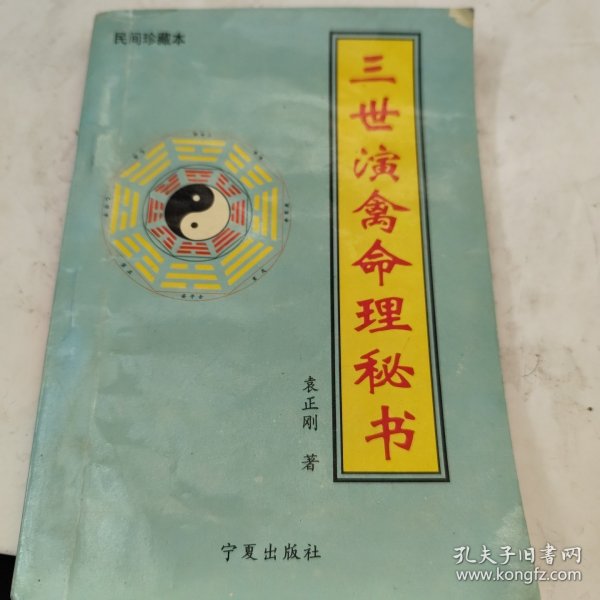 民间珍藏本
三世演禽命理秘书
袁正刚 著
宁夏出版社
孔夫子旧书网
www.kongfz.com